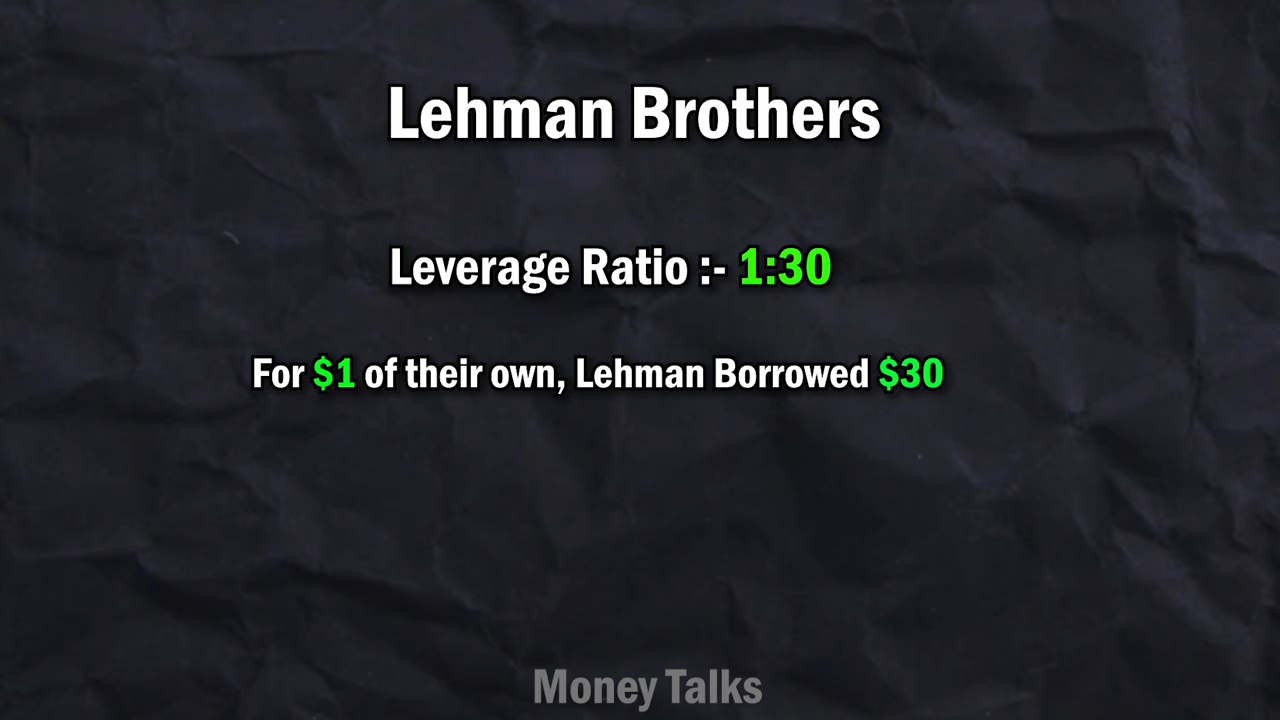 Lehman Brothers
Leverage Ratio :- 1:30
For $1 of their own, Lehman Borrowed $30
Money Talks